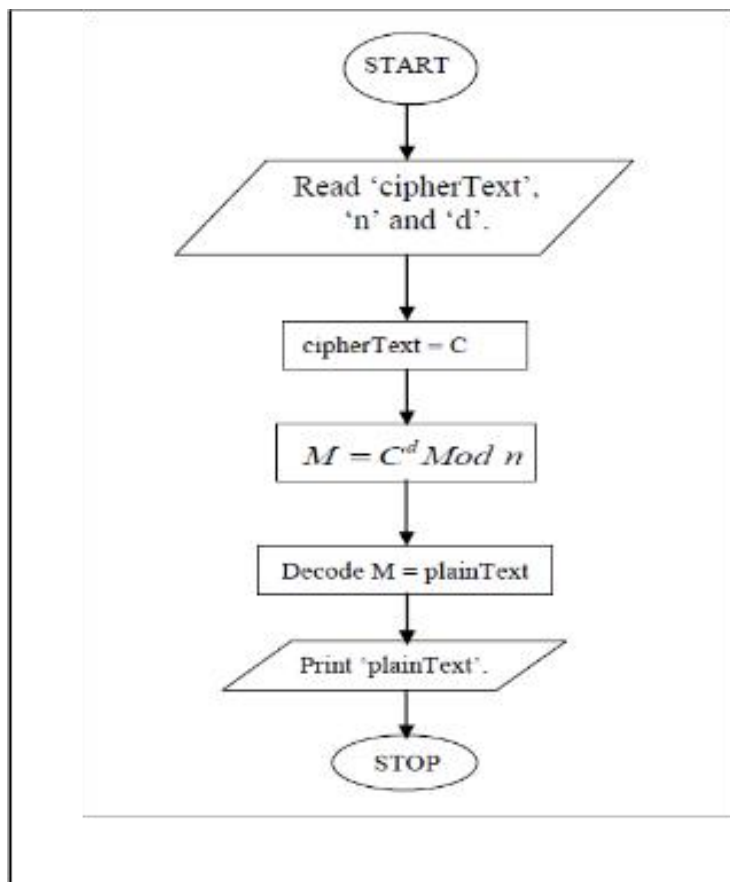 START
Read ‘cipherText’,
‘n’ and ‘d’.
cipherText = C
M = C^d Mod n
Decode M = plainText
Print ‘plainText’.
STOP